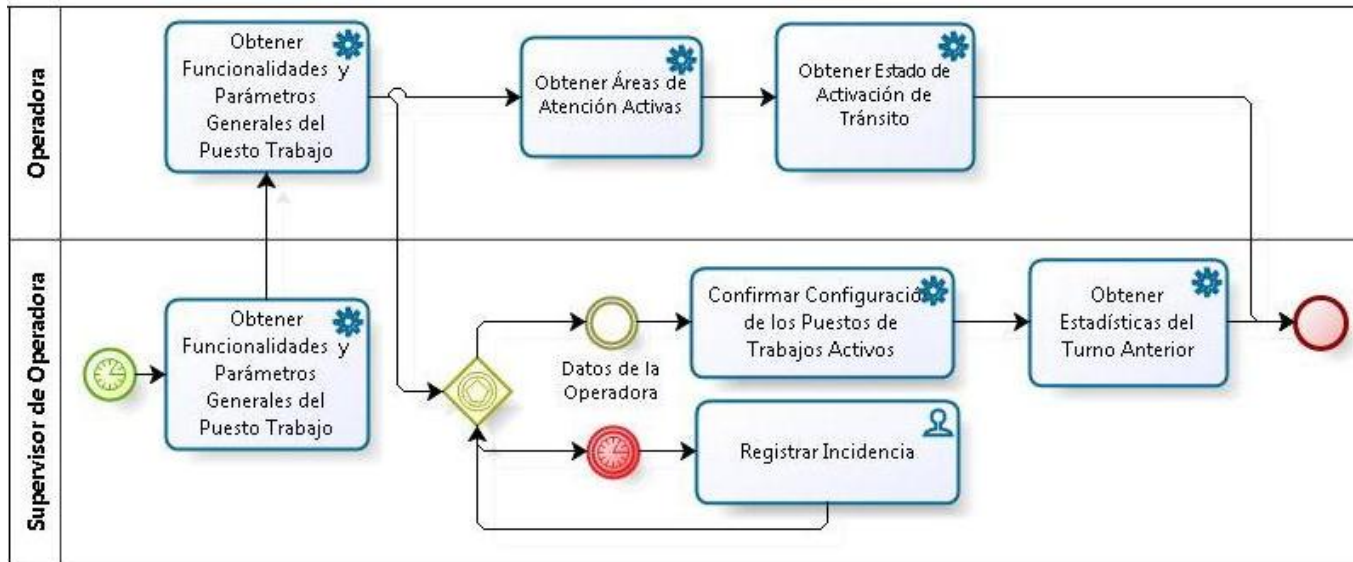 Operadora
Obtener
Funcionalidades y
Parámetros
Generales del
Puesto Trabajo
Obtener Áreas de
Atención Activas
Obtener Estado de
Activación de
Tránsito
Supervisor de Operadora
Obtener
Funcionalidades y
Parámetros
Generales del
Puesto Trabajo
Datos de la
Operadora
Confirmar Configuración
de los Puestos de
Trabajos Activos
Obtener
Estadísticas del
Turno Anterior
Registrar Incidencia